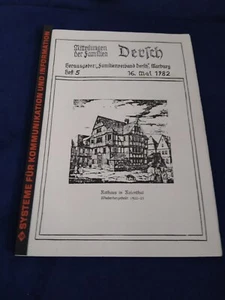 Mitteilungen
der Familien
Dersch
Herausgeber: „Familienverband Dersch", Marburg
Heft 5
16. Mai 1982
Rathaus in
SYSTEME FÜR KOMMUNIKATION UND INFORMATION